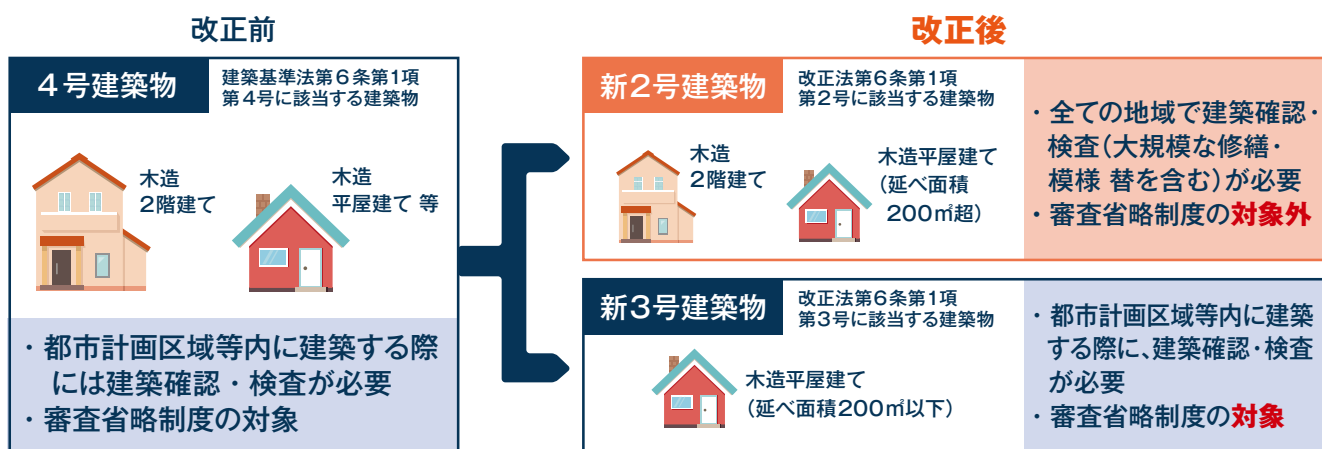 改正前
4号建築物
建築基準法第6条第1項
第4号に該当する建築物
木造
2階建て
木造
平屋建て 等
・都市計画区域等内に建築する際
には建築確認・検査が必要
・審査省略制度の対象
改正後
新2号建築物
改正法第6条第1項
第2号に該当する建築物
木造
2階建て
木造平屋建て
（延べ面積
200㎡超）
・全ての地域で建築確認・
検査（大規模な修繕・
模様 替を含む）が必要
・審査省略制度の対象外
新3号建築物
改正法第6条第1項
第3号に該当する建築物
木造平屋建て
（延べ面積200㎡以下）
・都市計画区域等内に建築
する際に、建築確認・検査
が必要
・審査省略制度の対象